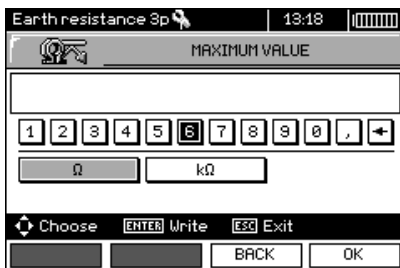 Earth resistance 3p 13:18
MAXIMUM VALUE
1 2 3 4 5 6 7 8 9 0 , ←
Ω kΩ
Choose ENTER Write ESC Exit
BACK OK